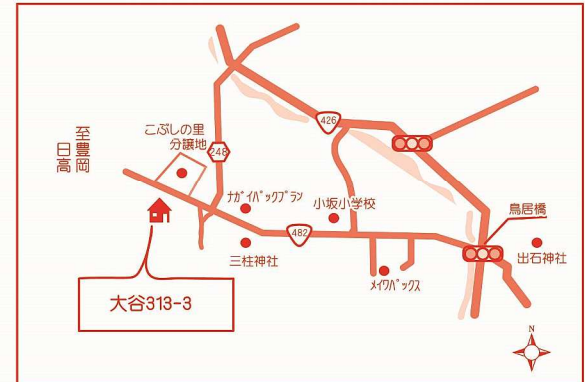 426
至豊岡
日高
こぶしの里
分譲地
248
ﾅｶﾞｲﾊﾟｯｸﾌﾟﾗﾝ
小坂小学校
鳥居橋
482
三柱神社
出石神社
ﾒｲﾜﾊﾟｯｸｽ
大谷313-3
N